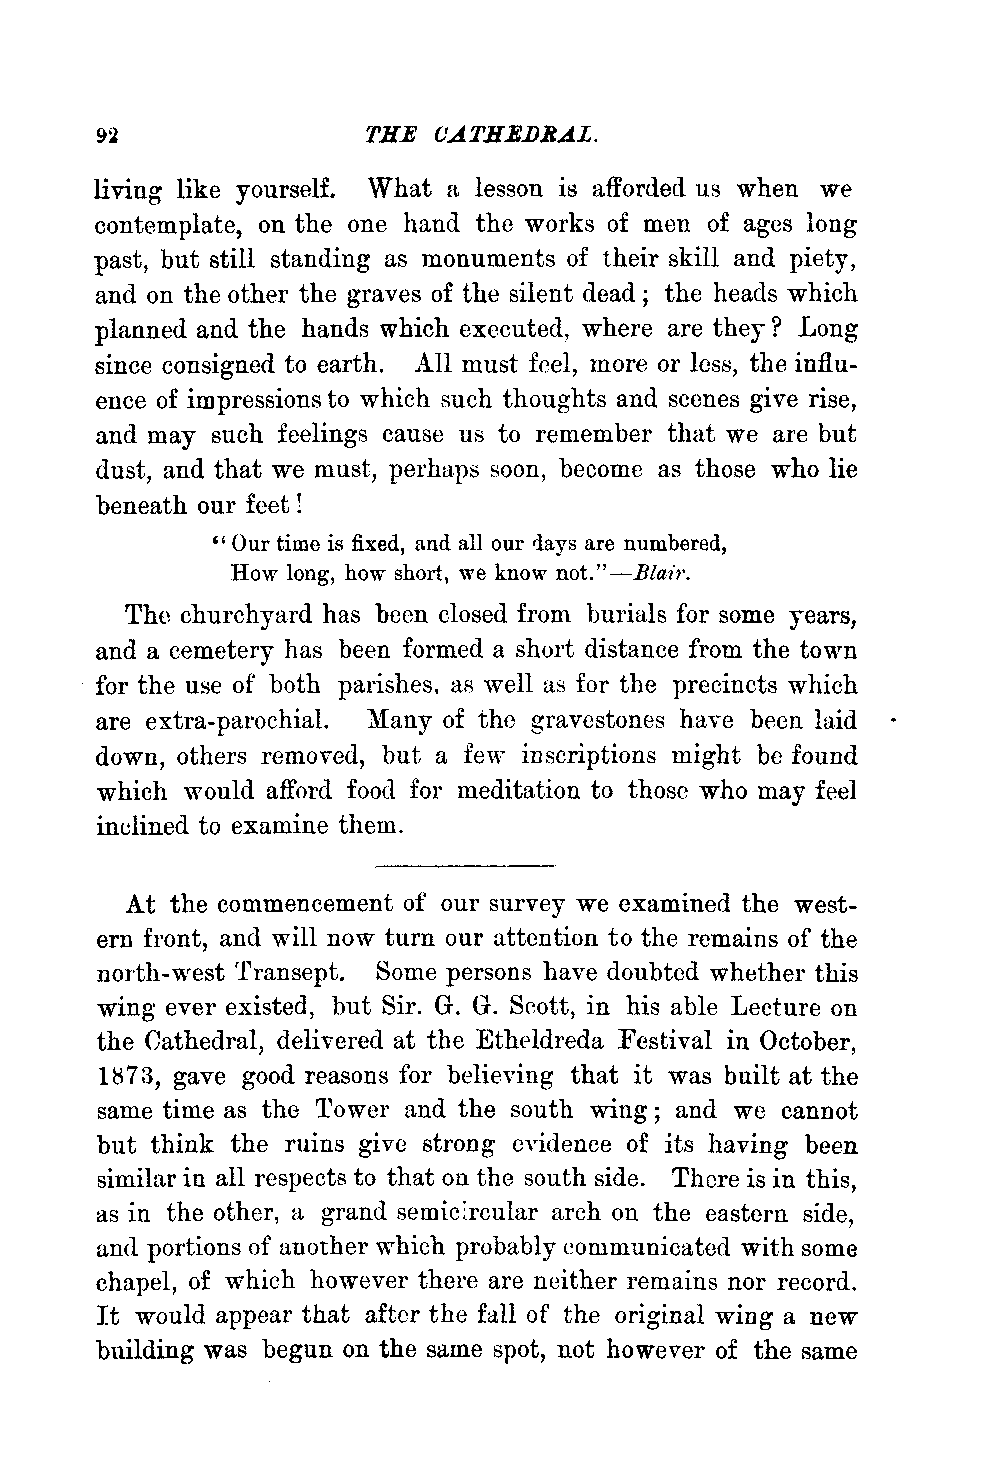 92 THE CATHEDRAL.
living like yourself. What a lesson is afforded us when we
contemplate, on the one hand the works of men of ages long
past, but still standing as monuments of their skill and piety,
and on the other the graves of the silent dead; the heads which
planned and the hands which executed, where are they? Long
since consigned to earth. All must feel, more or less, the influ-
ence of impressions to which such thoughts and scenes give rise,
and may such feelings cause us to remember that we are but
dust, and that we must, perhaps soon, become as those who lie
beneath our feet!
"Our time is fixed, and all our days are numbered,
How long, how short, we know not."—Blair.
The churchyard has been closed from burials for some years,
and a cemetery has been formed a short distance from the town
for the use of both parishes, as well as for the precincts which
are extra-parochial. Many of the gravestones have been laid
down, others removed, but a few inscriptions might be found
which would afford food for meditation to those who may feel
inclined to examine them.
At the commencement of our survey we examined the west-
ern front, and will now turn our attention to the remains of the
north-west Transept. Some persons have doubted whether this
wing ever existed, but Sir. G. G. Scott, in his able Lecture on
the Cathedral, delivered at the Etheldreda Festival in October,
1873, gave good reasons for believing that it was built at the
same time as the Tower and the south wing; and we cannot
but think the ruins give strong evidence of its having been
similar in all respects to that on the south side. There is in this,
as in the other, a grand semicircular arch on the eastern side,
and portions of another which probably communicated with some
chapel, of which however there are neither remains nor record.
It would appear that after the fall of the original wing a new
building was begun on the same spot, not however of the same